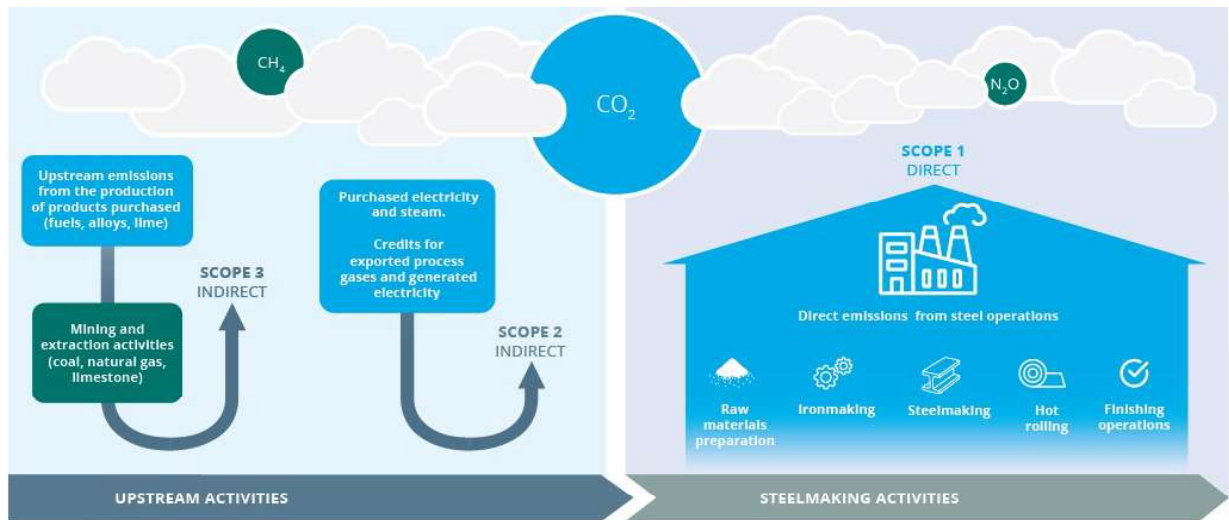 CH₄
CO₂
N₂O
Upstream emissions
from the production
of products purchased
(fuels, alloys, lime)
Mining and
extraction activities
(coal, natural gas,
limestone)
SCOPE 3
INDIRECT
Purchased electricity
and steam.
Credits for
exported process
gases and generated
electricity
SCOPE 2
INDIRECT
SCOPE 1
DIRECT
Direct emissions from steel operations
Raw
materials
preparation
Ironmaking
Steelmaking
Hot
rolling
Finishing
operations
UPSTREAM ACTIVITIES
STEELMAKING ACTIVITIES